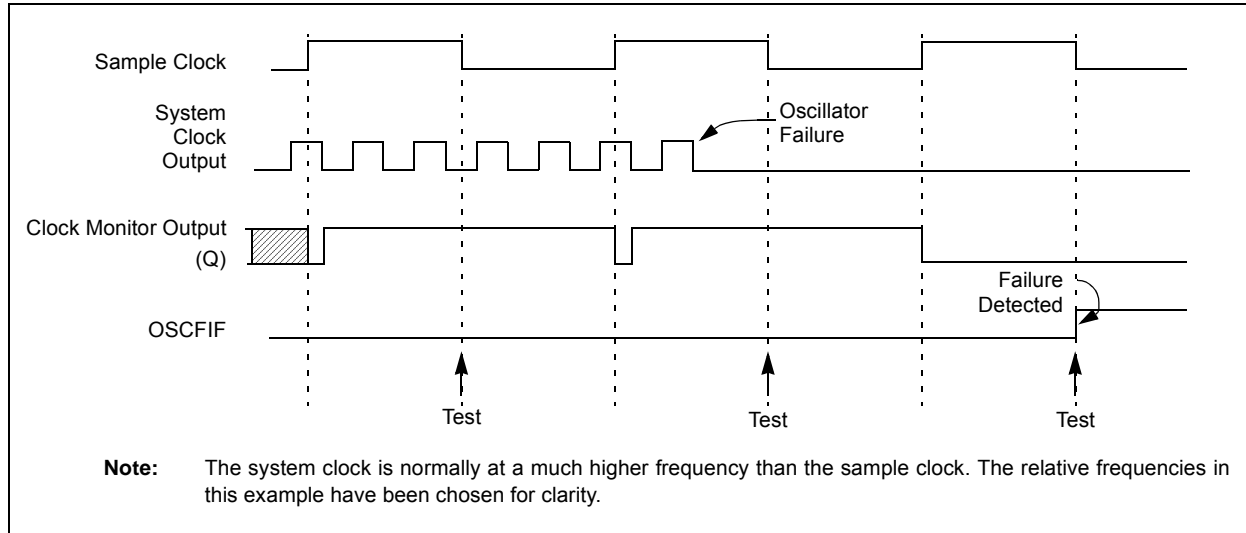 Sample Clock
System
Clock
Output
Oscillator
Failure
Clock Monitor Output
(Q)
Failure
Detected
OSCFIF
Test
Test
Test
Note: The system clock is normally at a much higher frequency than the sample clock. The relative frequencies in
this example have been chosen for clarity.